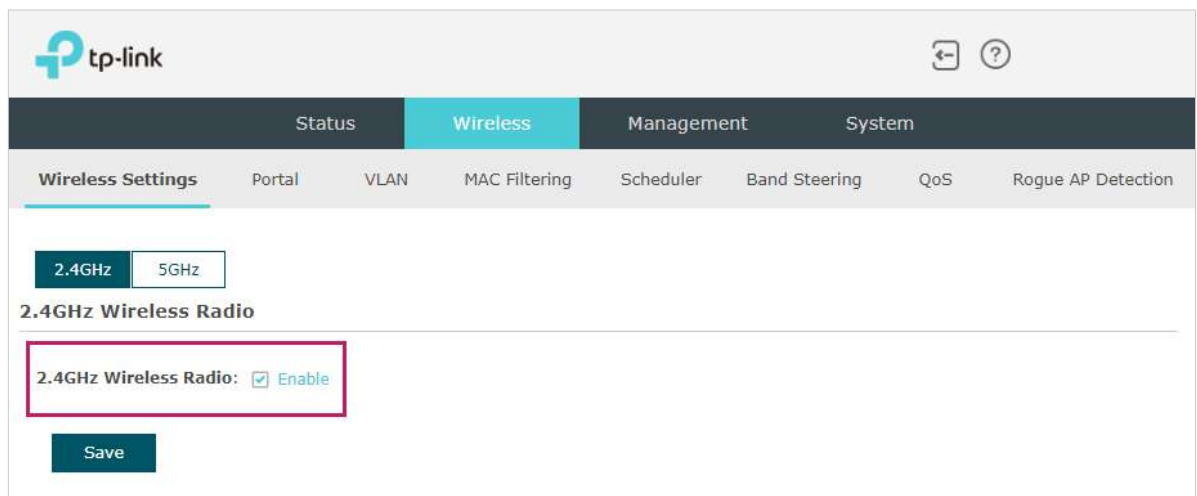 tp-link
Status Wireless Management System
Wireless Settings Portal VLAN MAC Filtering Scheduler Band Steering QoS Rogue AP Detection
2.4GHz 5GHz
2.4GHz Wireless Radio
2.4GHz Wireless Radio: Enable
Save